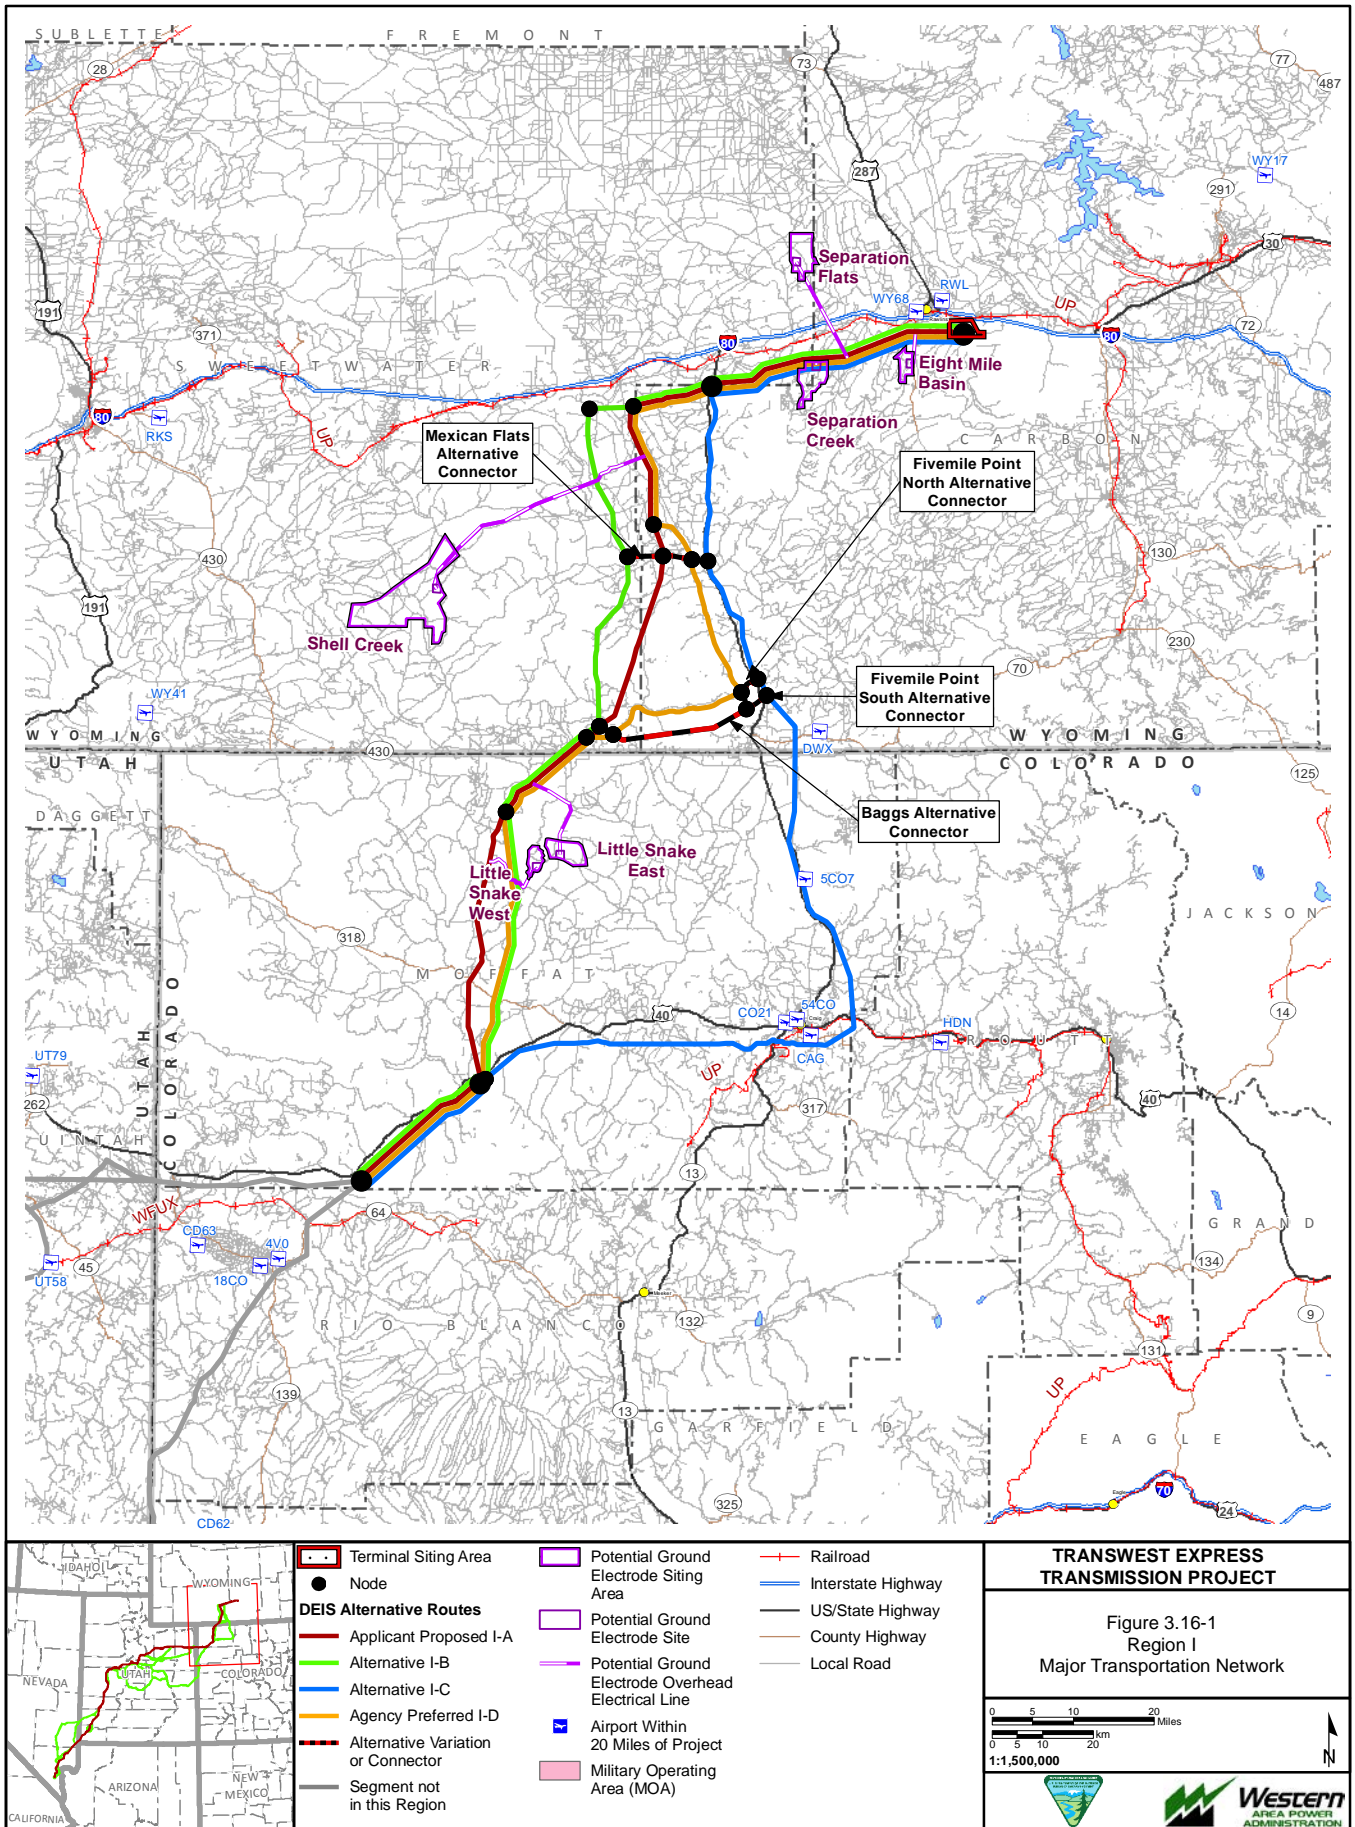 SUBLETTE
FREMONT
28
73
77
487
287
WY17
291
30
191
Separation
Flats
WY68
RWL
UP
371
80
72
80
SWEETWATER
Eight Mile
Basin
80
RKS
UP
Separation
Creek
CARBON
Mexican Flats
Alternative
Connector
Fivemile Point
North Alternative
Connector
430
130
191
Shell Creek
230
70
Fivemile Point
South Alternative
Connector
WY41
WYOMING
UTAH
430
DWX
WYOMING
COLORADO
125
DAGGETT
Baggs Alternative
Connector
Little Snake
East
Little
Snake
West
5CO7
JACKSON
318
MOFFAT
UTAH
COLORADO
40
CO21
54CO
Craig
CAG
HDN
ROUTT
14
UT79
262
UINTAH
UP
317
40
13
WFUX
64
CD63
4V0
18CO
UT58
45
GRAND
134
Meeker
RIO BLANCO
132
9
131
139
13
GARFIELD
UP
EAGLE
325
Eagle
70
24
CD62
IDAHO
WYOMING
NEVADA
UTAH
COLORADO
ARIZONA
NEW
MEXICO
CALIFORNIA
Terminal Siting Area
Node
DEIS Alternative Routes
Applicant Proposed I-A
Alternative I-B
Alternative I-C
Agency Preferred I-D
Alternative Variation
or Connector
Segment not
in this Region
Potential Ground
Electrode Siting
Area
Potential Ground
Electrode Site
Potential Ground
Electrode Overhead
Electrical Line
Airport Within
20 Miles of Project
Military Operating
Area (MOA)
Railroad
Interstate Highway
US/State Highway
County Highway
Local Road
TRANSWEST EXPRESS
TRANSMISSION PROJECT
Figure 3.16-1
Region I
Major Transportation Network
0 5 10 20
Miles
0 5 10 20
km
1:1,500,000
N
Western
AREA POWER
ADMINISTRATION